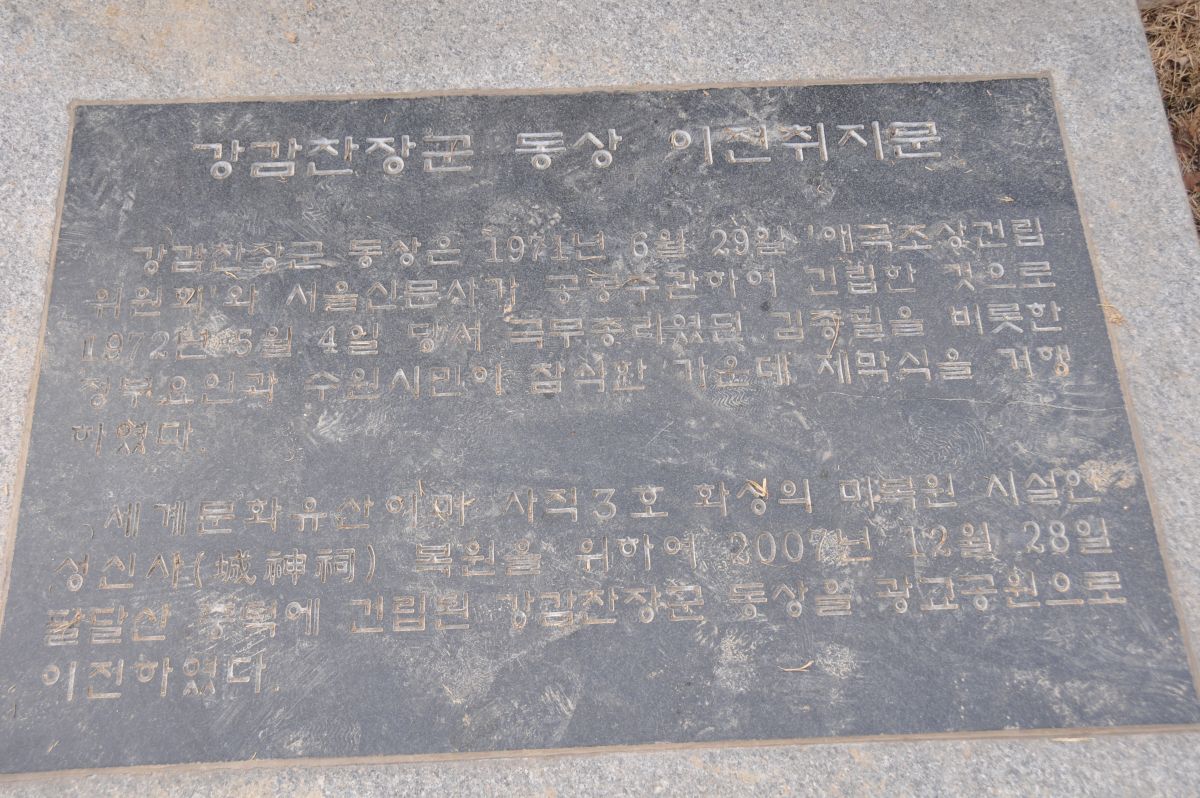 강감찬장군 동상 이전취지문
강감찬장군 동상은 1971년 6월 29일 '애국조상건립
위원회'와 서울신문사가 공동주관하여 건립한 것으로
1972년 5월 4일 당시 국무총리였던 김종필을 비롯한
정부요인과 수원시민이 참석한 가운데 제막식을 거행
하였다.
세계문화유산이며 사적3호 화성의 미복원 시설인
성신사(城神祠) 복원을 위하여 2007년 12월 28일
팔달산 중턱에 건립된 강감찬장군 동상을 광교공원으로
이전하였다.